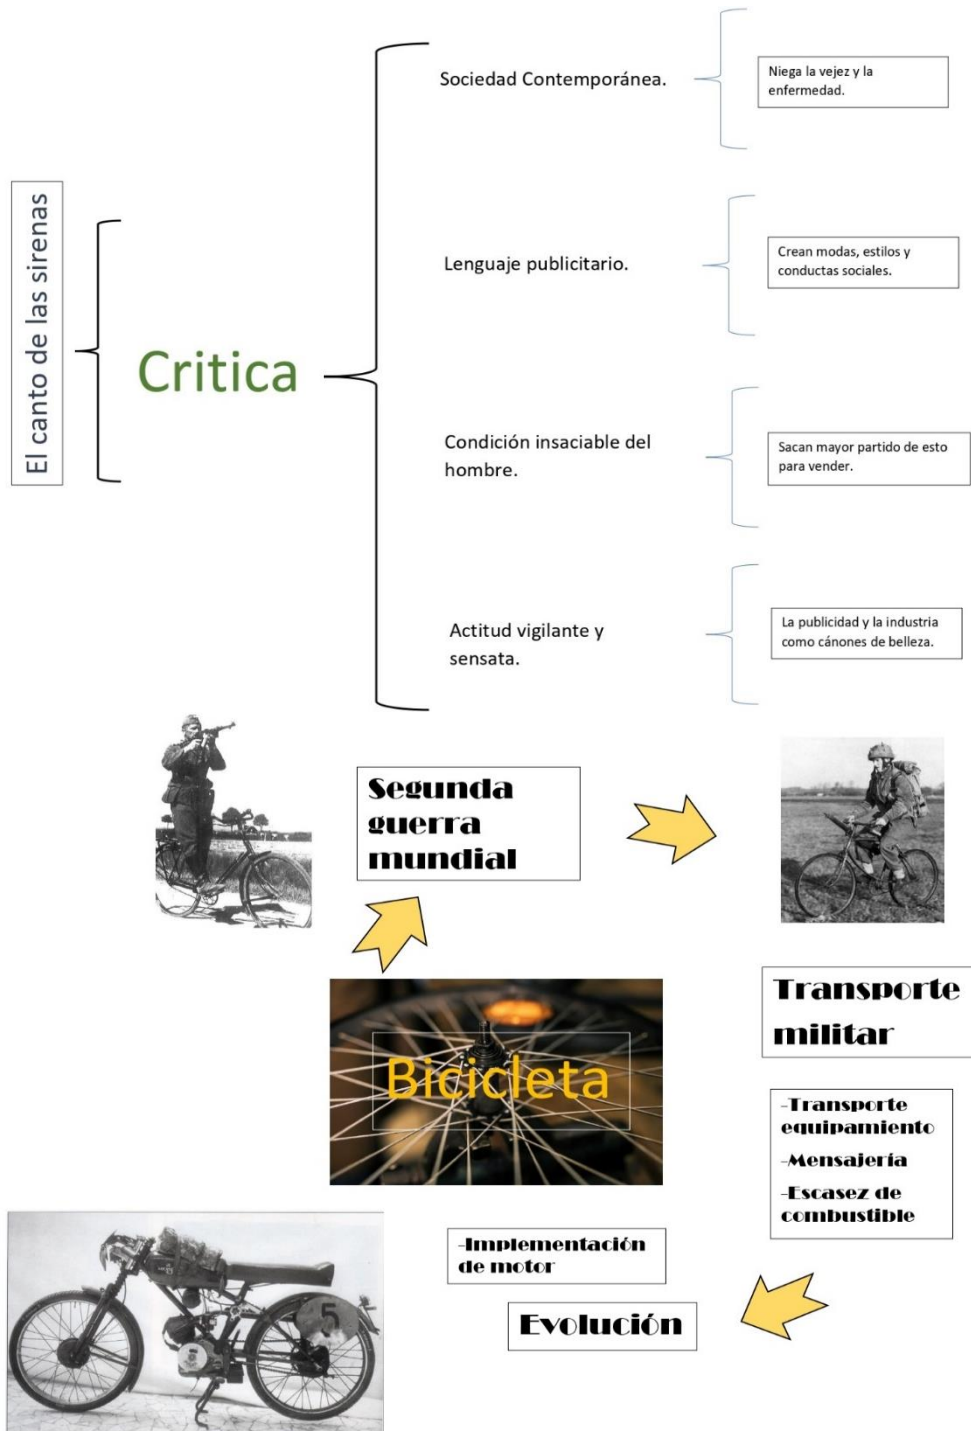 El canto de las sirenas
Critica
Sociedad Contemporánea.
Niega la vejez y la
enfermedad.
Lenguaje publicitario.
Crean modas, estilos y
conductas sociales.
Condición insaciable del
hombre.
Sacan mayor partido de esto
para vender.
Actitud vigilante y
sensata.
La publicidad y la industria
como cánones de belleza.
Segunda
guerra
mundial
Bicicleta
Transporte
militar
-Transporte
equipamiento
-Mensajería
-Escasez de
combustible
-Implementación
de motor
Evolución
5